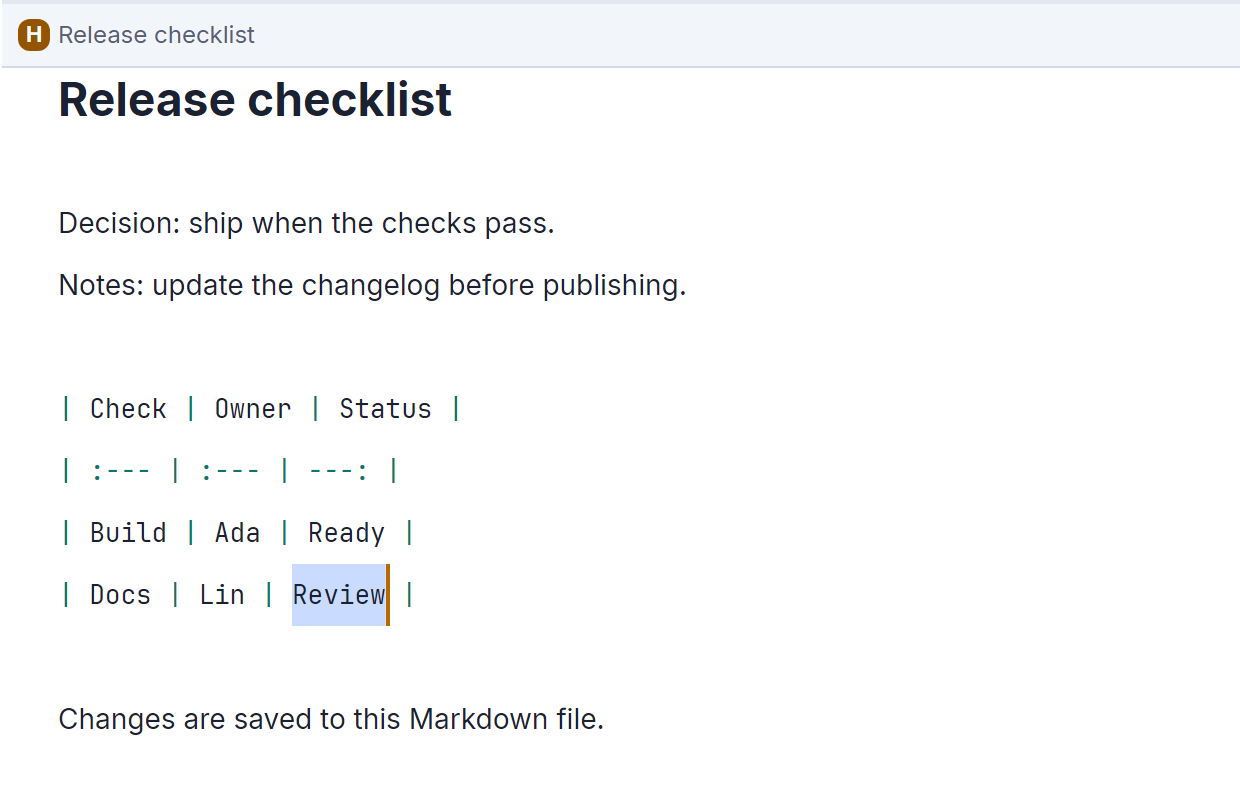 H Release checklist
Release checklist
Decision: ship when the checks pass.
Notes: update the changelog before publishing.
| Check | Owner | Status |
| :--- | :--- | ---: |
| Build | Ada | Ready |
| Docs | Lin | Review |
Changes are saved to this Markdown file.